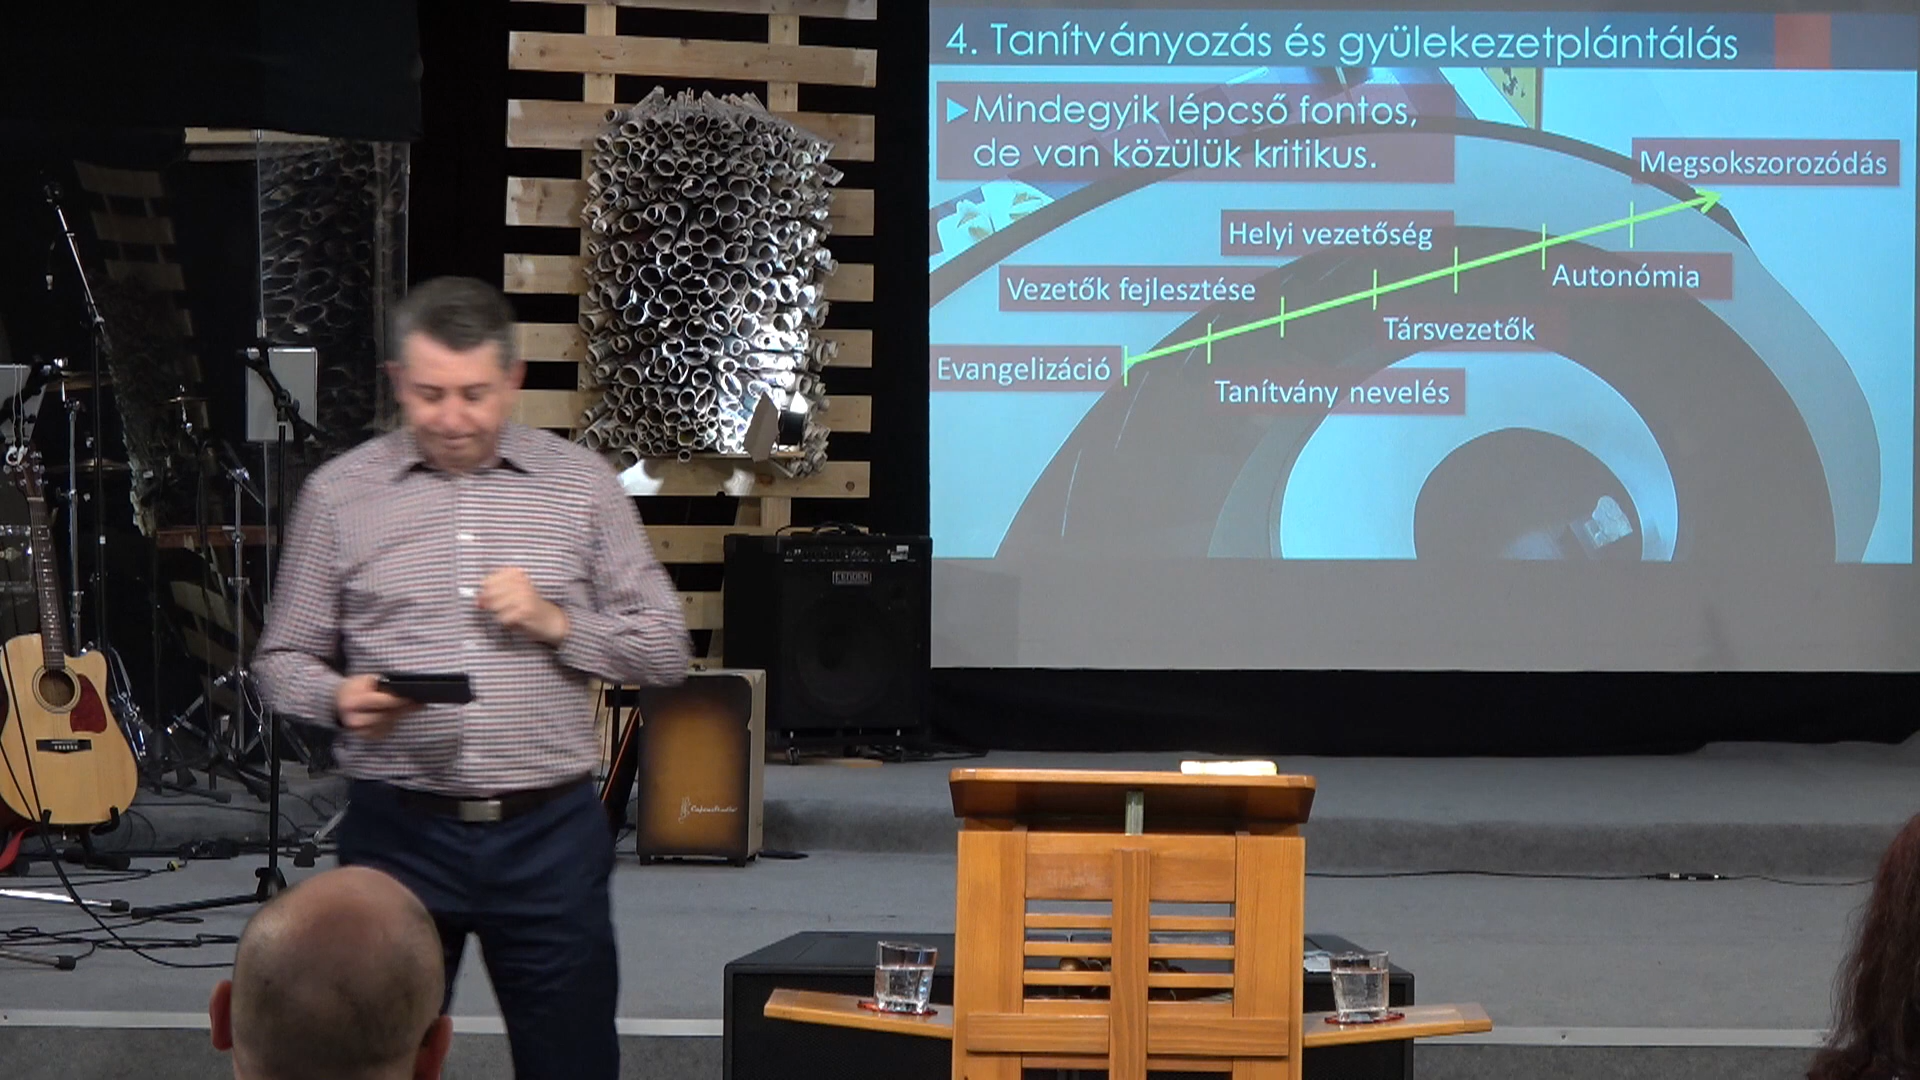 4. Tanítványozás és gyülekezetplántálás
Mindegyik lépcső fontos,
de van közülük kritikus.
Megsokszorozódás
Helyi vezetőség
Autonómia
Vezetők fejlesztése
Társvezetők
Evangelizáció
Tanítvány nevelés